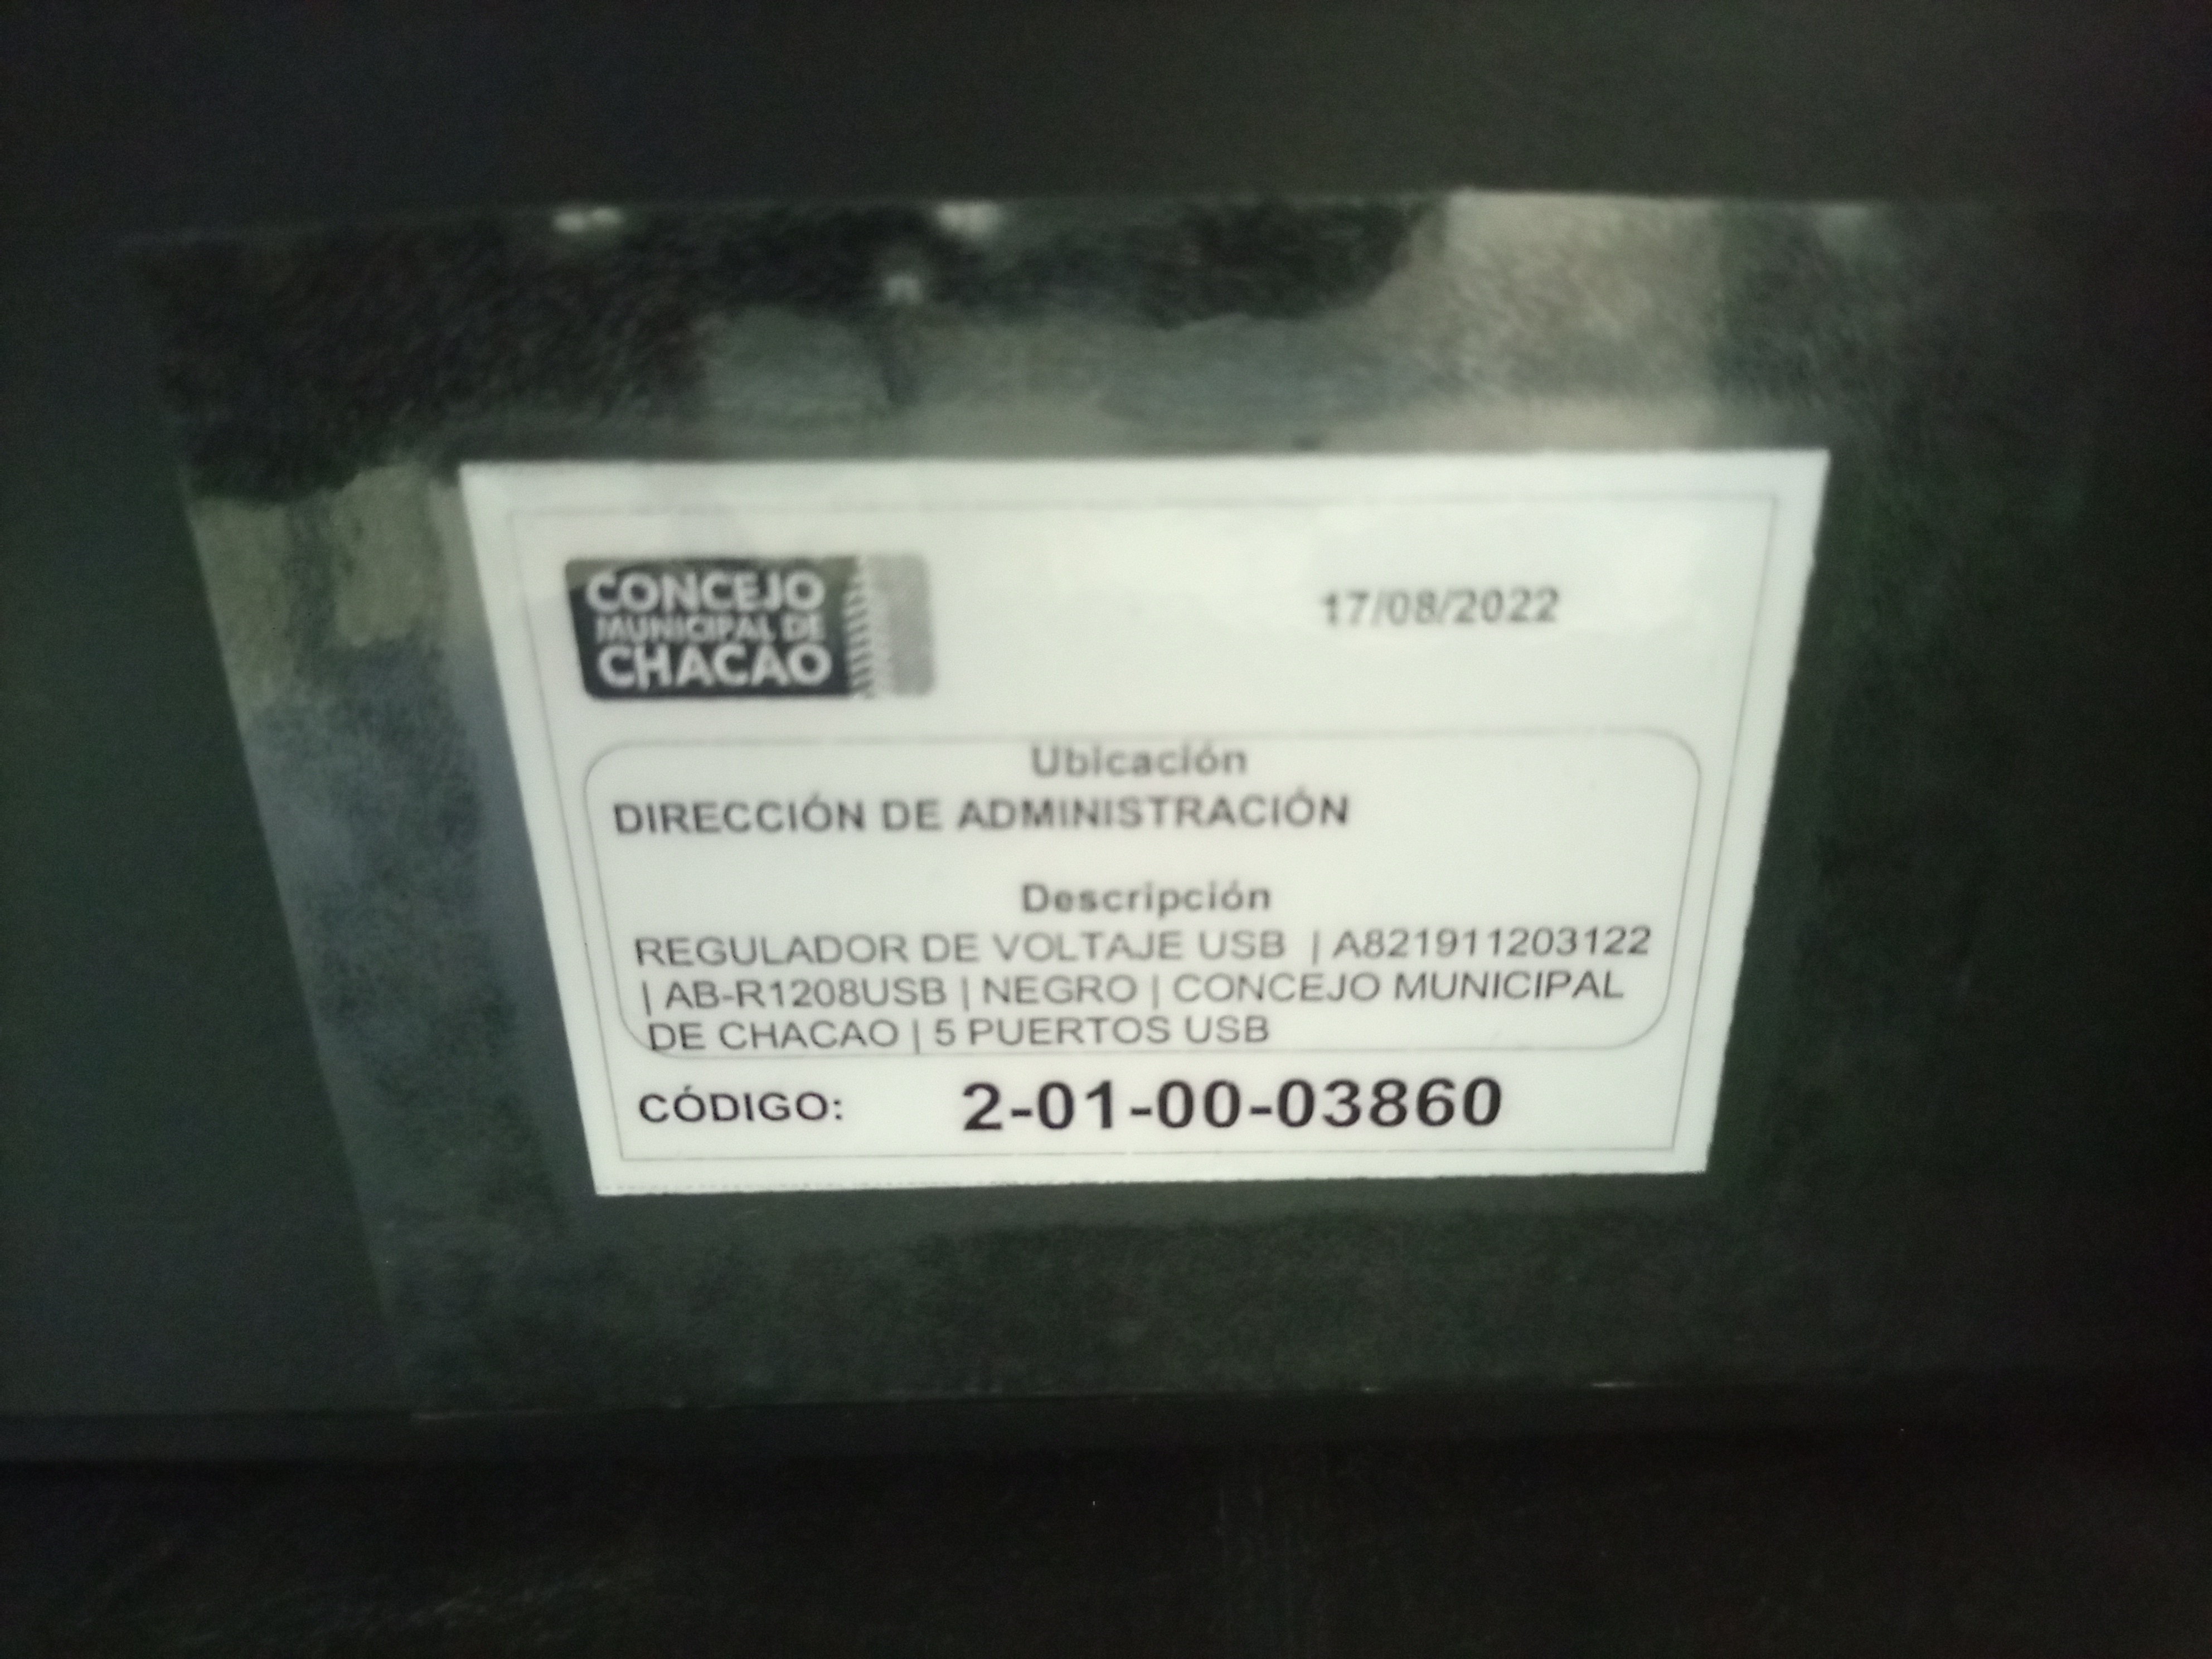 CONCEJO
MUNICIPAL DE
CHACAO
17/08/2022
Ubicación
DIRECCIÓN DE ADMINISTRACIÓN
Descripción
REGULADOR DE VOLTAJE USB | A821911203122
| AB-R1208USB | NEGRO | CONCEJO MUNICIPAL
DE CHACAO | 5 PUERTOS USB
CÓDIGO: 2-01-00-03860